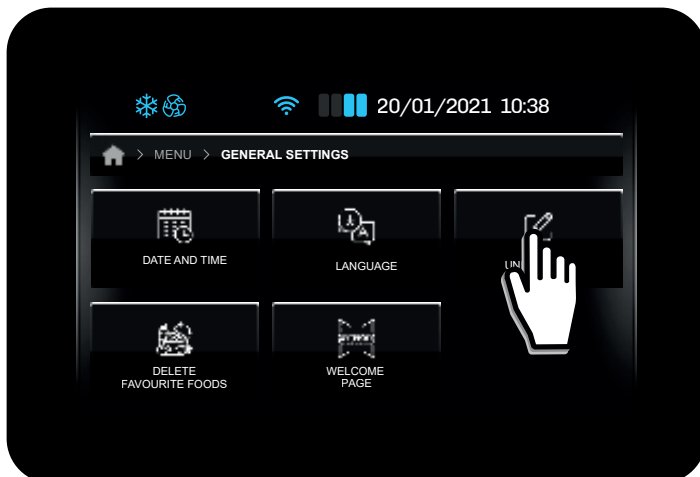 20/01/2021 10:38
> MENU > GENERAL SETTINGS
DATE AND TIME
LANGUAGE
DELETE
FAVOURITE FOODS
WELCOME
PAGE